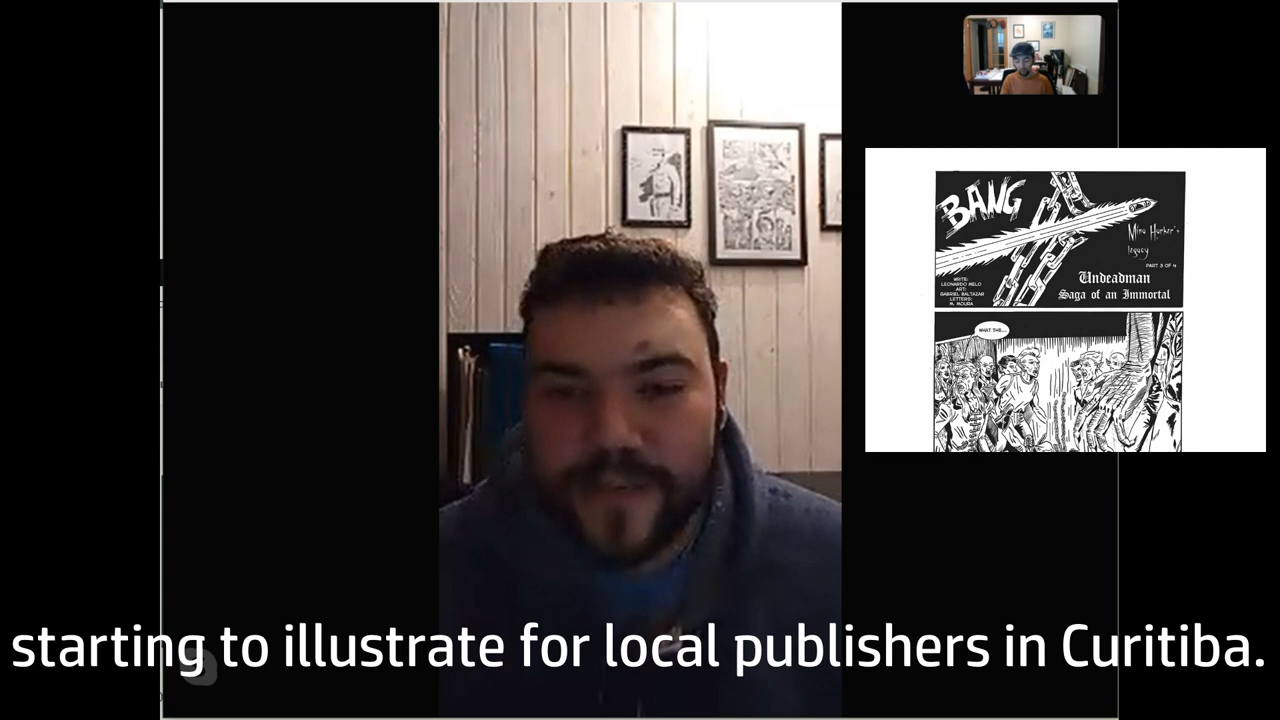 BANG
Mina Harker's
legacy
PART 3 OF 4
Undeadman
Saga of an Immortal
WRITE:
LEONARDO MELO
ART:
GABRIEL BALTAZAR
LETTERS:
M. MOURA
WHAT THE...
starting to illustrate for local publishers in Curitiba.